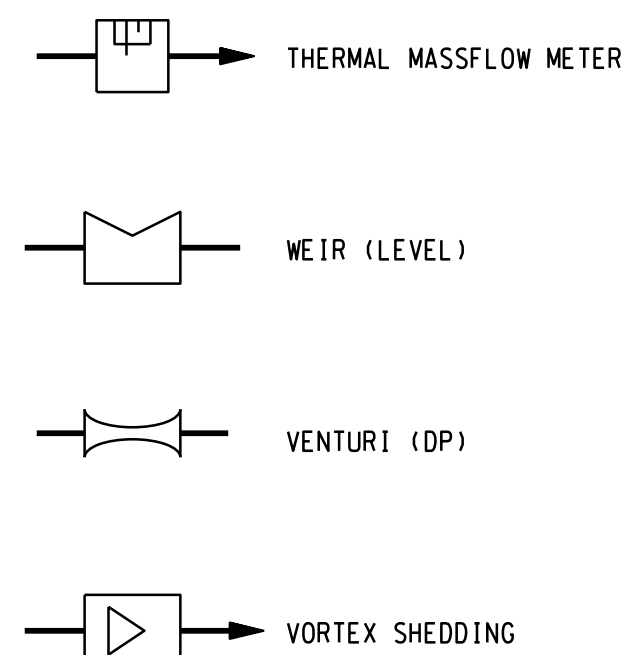 THERMAL MASSFLOW METER
WEIR (LEVEL)
VENTURI (DP)
VORTEX SHEDDING